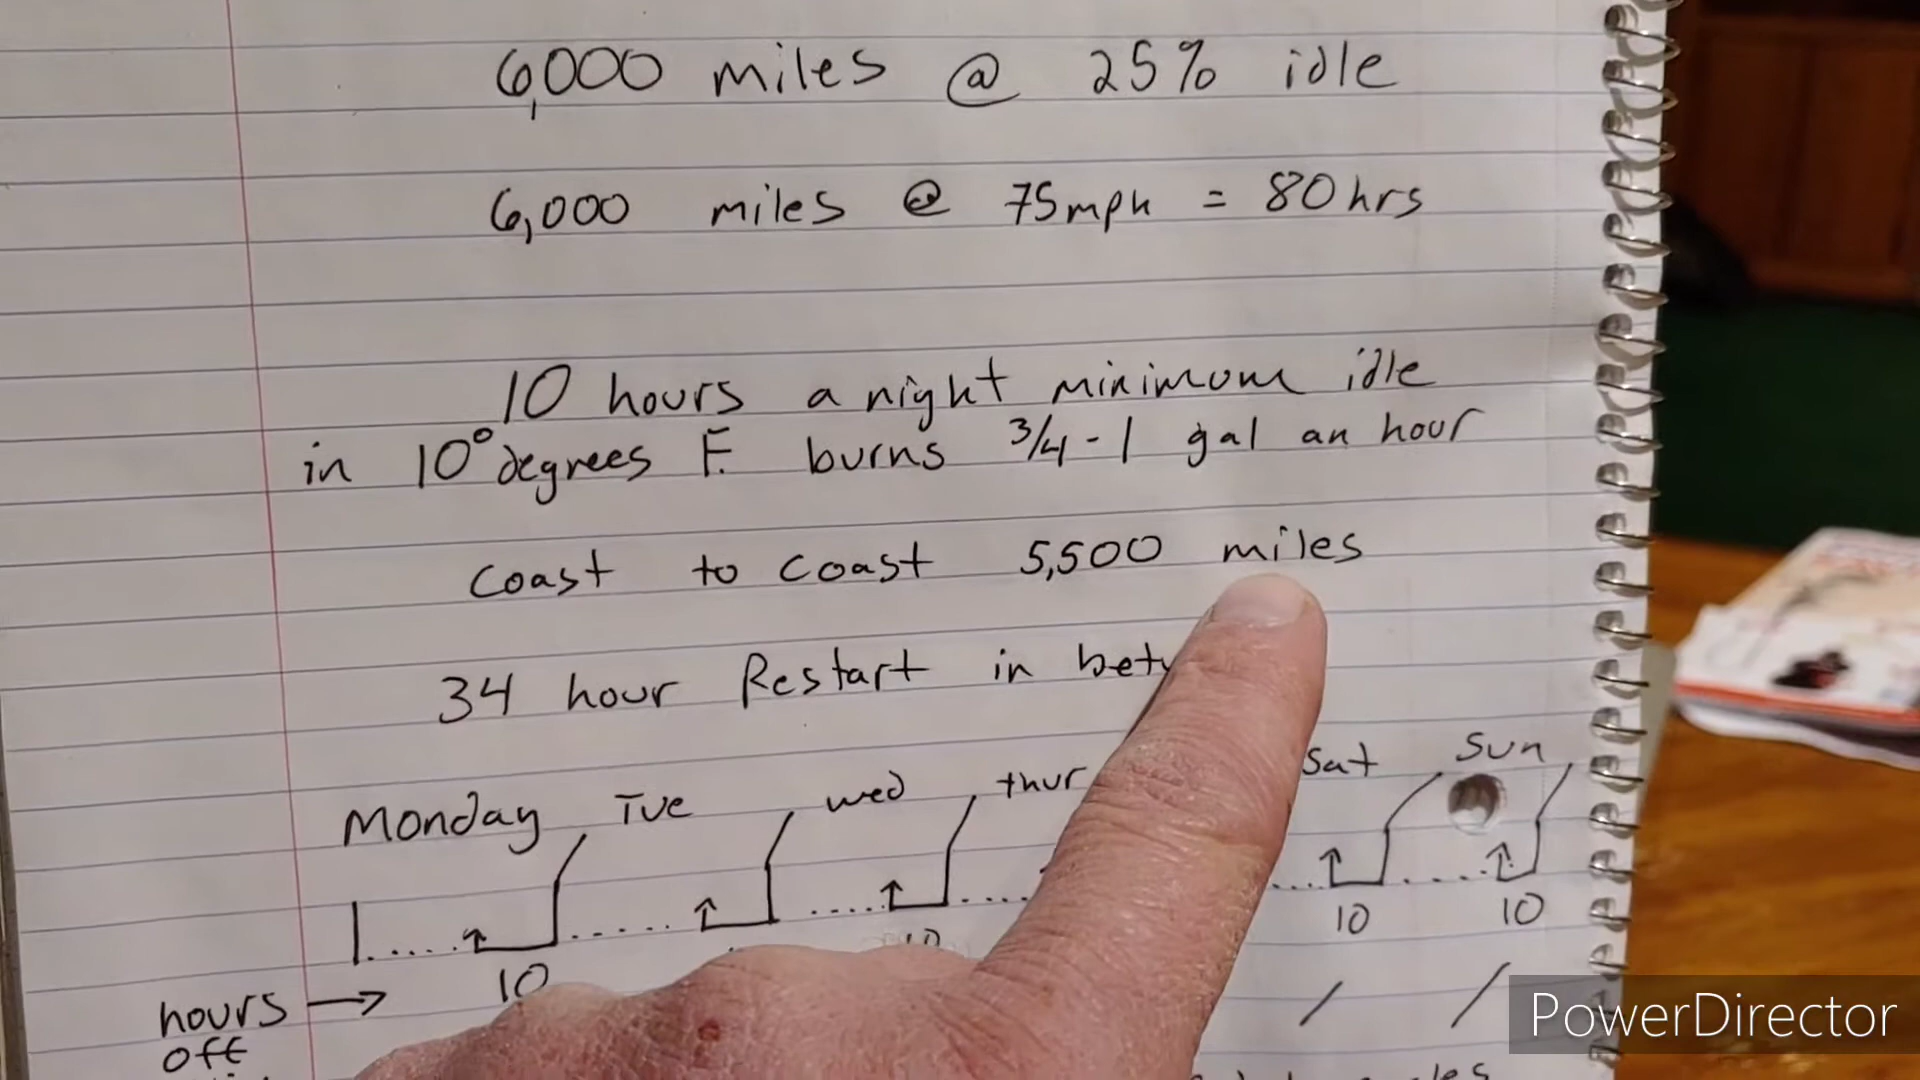 6,000 miles @ 25% idle
6,000 miles @ 75mph = 80hrs
10 hours a night minimum idle
in 10° degrees F. burns 3/4-1 gal an hour
Coast to Coast 5,500 miles
34 hour Restart in
Monday Tue wed thur Sat Sun
10 10 10 10
hours →
off
PowerDirector